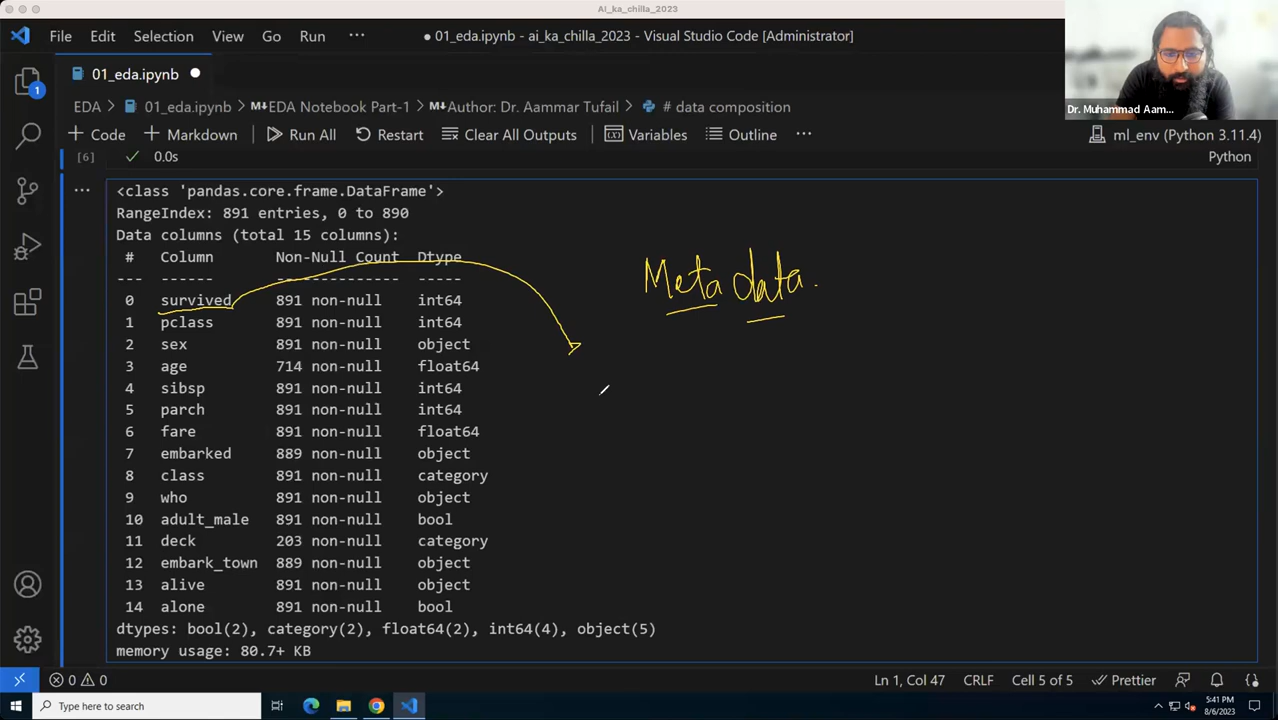 Ai_ka_chilla_2023
File Edit Selection View Go Run ···
● 01_eda.ipynb - ai_ka_chilla_2023 - Visual Studio Code [Administrator]
01_eda.ipynb ●
1
EDA > 01_eda.ipynb > M↓EDA Notebook Part-1 > M↓Author: Dr. Aammar Tufail > # data composition
Dr. Muhammad Aam...
+ Code + Markdown Run All Restart Clear All Outputs Variables Outline ··· ml_env (Python 3.11.4)
[6] ✓ 0.0s Python
··· <class 'pandas.core.frame.DataFrame'>
RangeIndex: 891 entries, 0 to 890
Data columns (total 15 columns):
# Column Non-Null Count Dtype
--- ------ -------------- -----
0 survived 891 non-null int64
1 pclass 891 non-null int64
2 sex 891 non-null object
3 age 714 non-null float64
4 sibsp 891 non-null int64
5 parch 891 non-null int64
6 fare 891 non-null float64
7 embarked 889 non-null object
8 class 891 non-null category
9 who 891 non-null object
10 adult_male 891 non-null bool
11 deck 203 non-null category
12 embark_town 889 non-null object
13 alive 891 non-null object
14 alone 891 non-null bool
dtypes: bool(2), category(2), float64(2), int64(4), object(5)
memory usage: 80.7+ KB
Meta data.
0 0 Ln 1, Col 47 CRLF Cell 5 of 5 Prettier
Type here to search 5:41 PM
8/6/2023